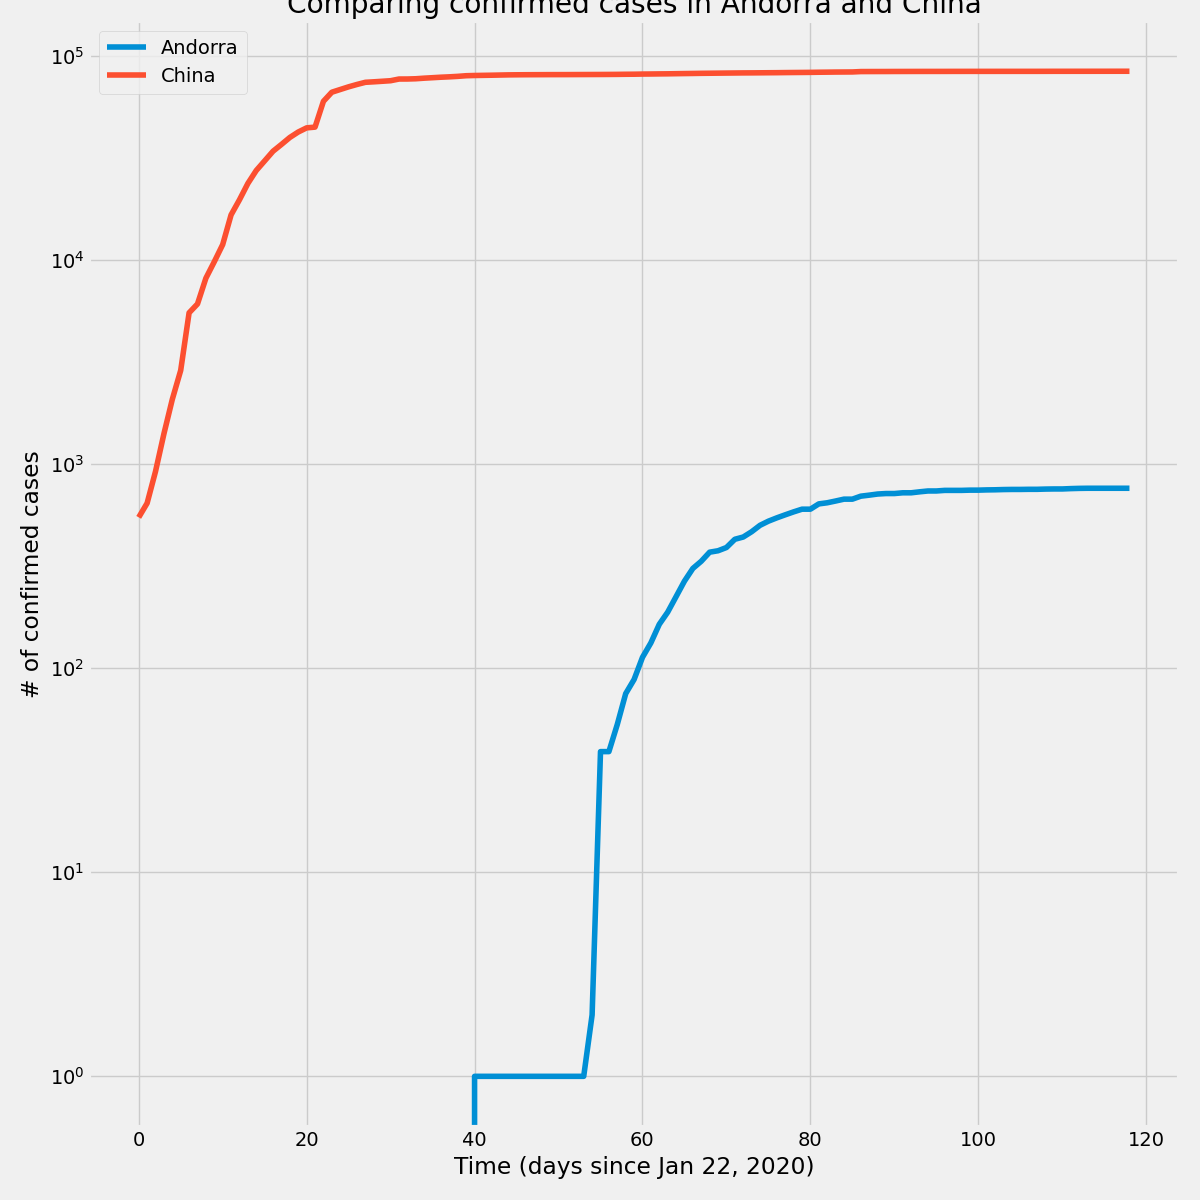 Comparing confirmed cases in Andorra and China
Andorra
China
10⁵
10⁴
10³
10²
10¹
10⁰
# of confirmed cases
0 20 40 60 80 100 120
Time (days since Jan 22, 2020)